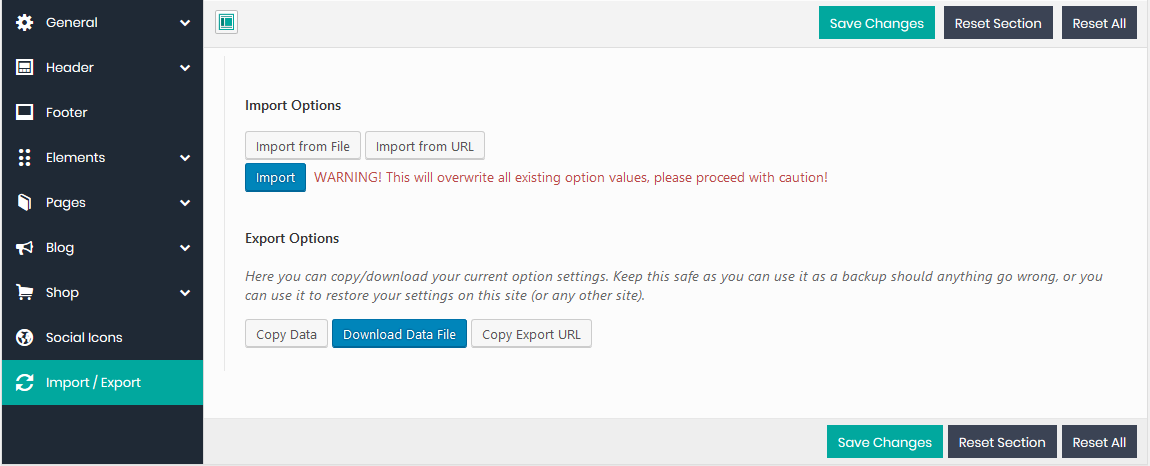 General
Header
Footer
Elements
Pages
Blog
Shop
Social Icons
Import / Export
Save Changes
Reset Section
Reset All
Import Options
Import from File
Import from URL
Import
WARNING! This will overwrite all existing option values, please proceed with caution!
Export Options
Here you can copy/download your current option settings. Keep this safe as you can use it as a backup should anything go wrong, or you
can use it to restore your settings on this site (or any other site).
Copy Data
Download Data File
Copy Export URL
Save Changes
Reset Section
Reset All